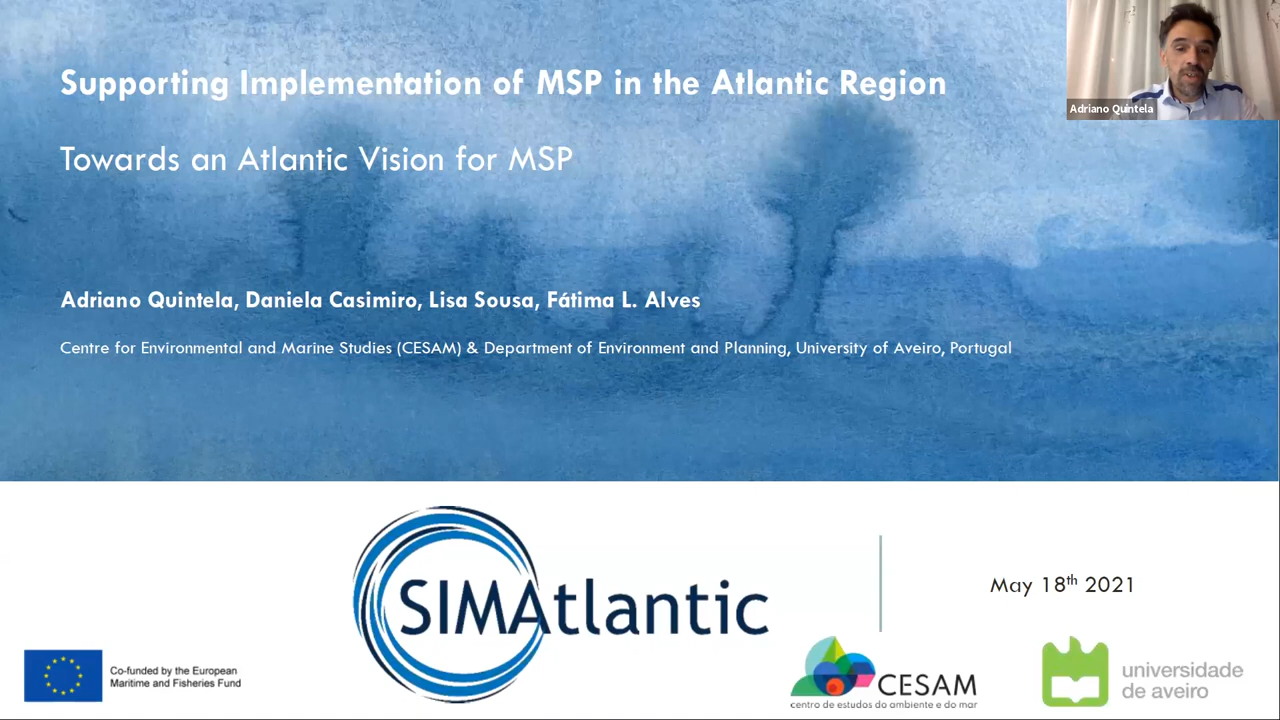 Supporting Implementation of MSP in the Atlantic Region
Adriano Quintela
Towards an Atlantic Vision for MSP
Adriano Quintela, Daniela Casimiro, Lisa Sousa, Fátima L. Alves
Centre for Environmental and Marine Studies (CESAM) & Department of Environment and Planning, University of Aveiro, Portugal
SIMAtlantic
May 18th 2021
Co-funded by the European
Maritime and Fisheries Fund
CESAM
centro de estudos do ambiente e do mar
universidade
de aveiro